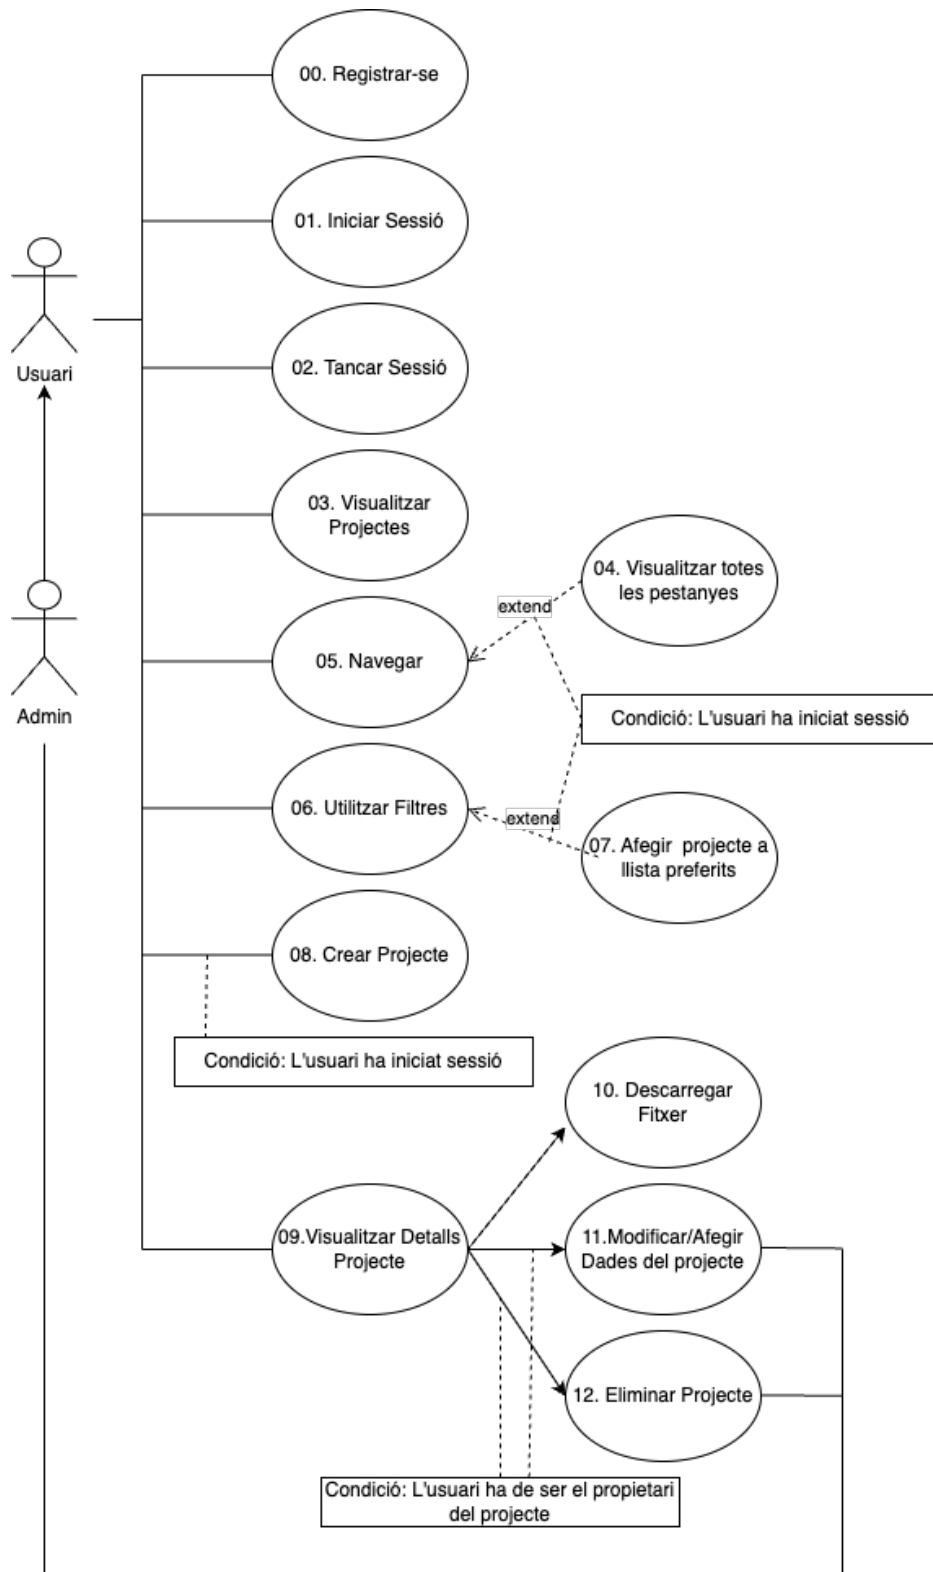 00. Registrar-se
01. Iniciar Sessió
Usuari
02. Tancar Sessió
03. Visualitzar
Projectes
04. Visualitzar totes
les pestanyes
extend
05. Navegar
Admin
Condició: L'usuari ha iniciat sessió
06. Utilitzar Filtres
extend
07. Afegir projecte a
llista preferits
08. Crear Projecte
Condició: L'usuari ha iniciat sessió
10. Descarregar
Fitxer
09.Visualitzar Detalls
Projecte
11.Modificar/Afegir
Dades del projecte
12. Eliminar Projecte
Condició: L'usuari ha de ser el propietari
del projecte